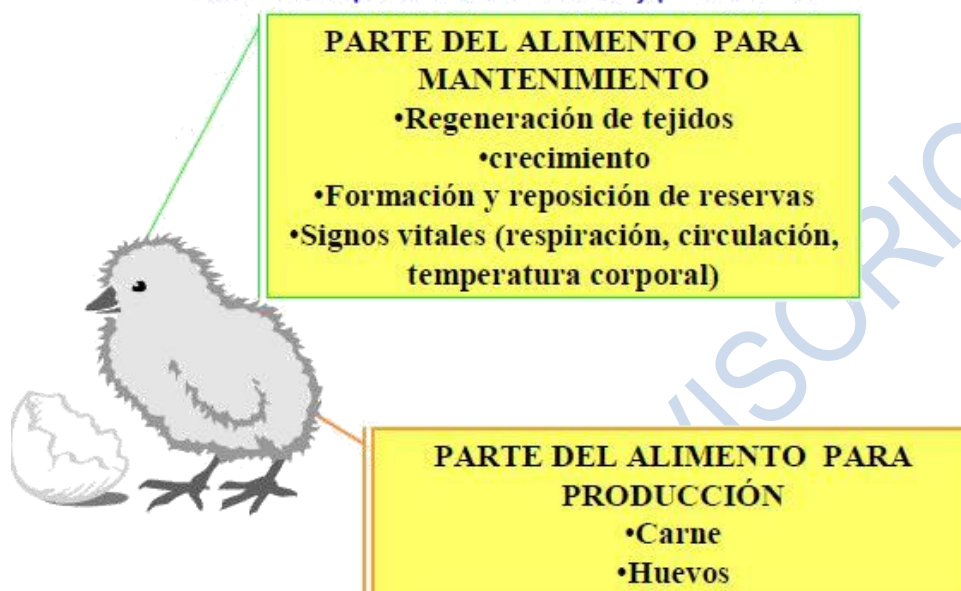 PARTE DEL ALIMENTO PARA
MANTENIMIENTO
•Regeneración de tejidos
•crecimiento
•Formación y reposición de reservas
•Signos vitales (respiración, circulación,
temperatura corporal)
PARTE DEL ALIMENTO PARA
PRODUCCIÓN
•Carne
•Huevos